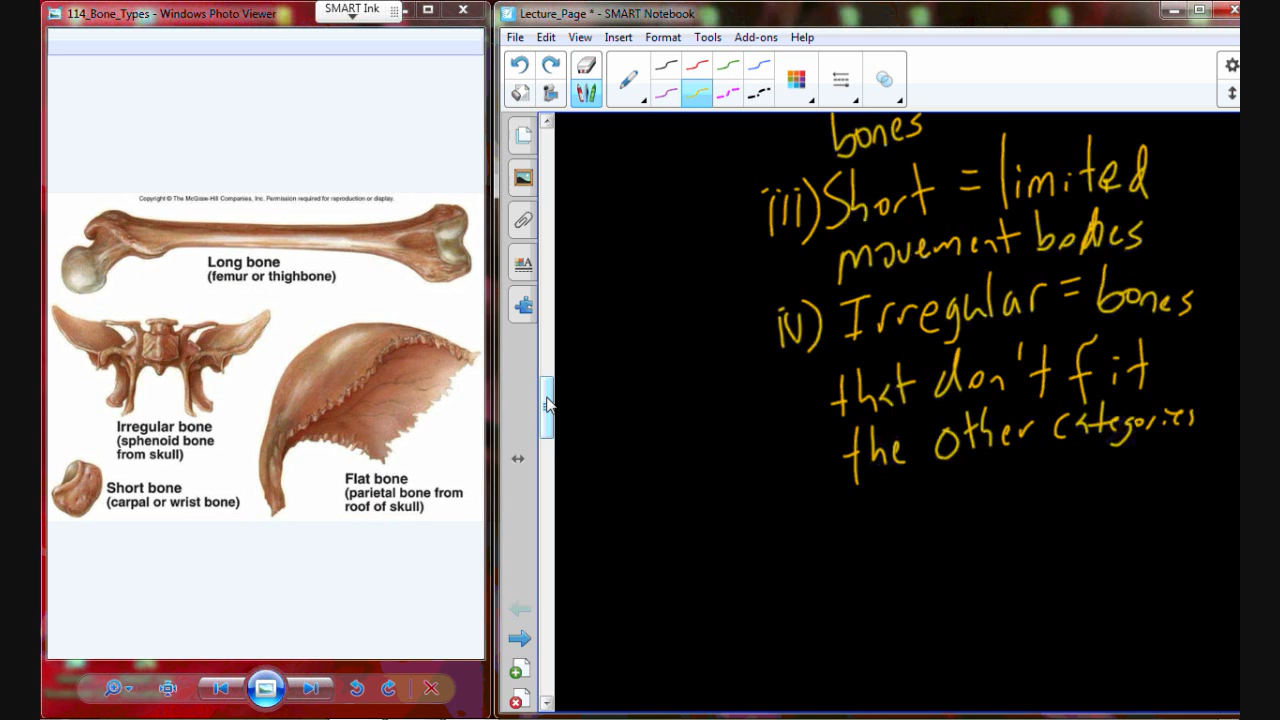 114_Bone_Types - Windows Photo Viewer
SMART Ink
Copyright © The McGraw-Hill Companies, Inc. Permission required for reproduction or display.
Long bone
(femur or thighbone)
Irregular bone
(sphenoid bone
from skull)
Short bone
(carpal or wrist bone)
Flat bone
(parietal bone from
roof of skull)
Lecture_Page * - SMART Notebook
File Edit View Insert Format Tools Add-ons Help
bones
iii) Short = limited
movement bones
iv) Irregular = bones
that don't fit
the other categories